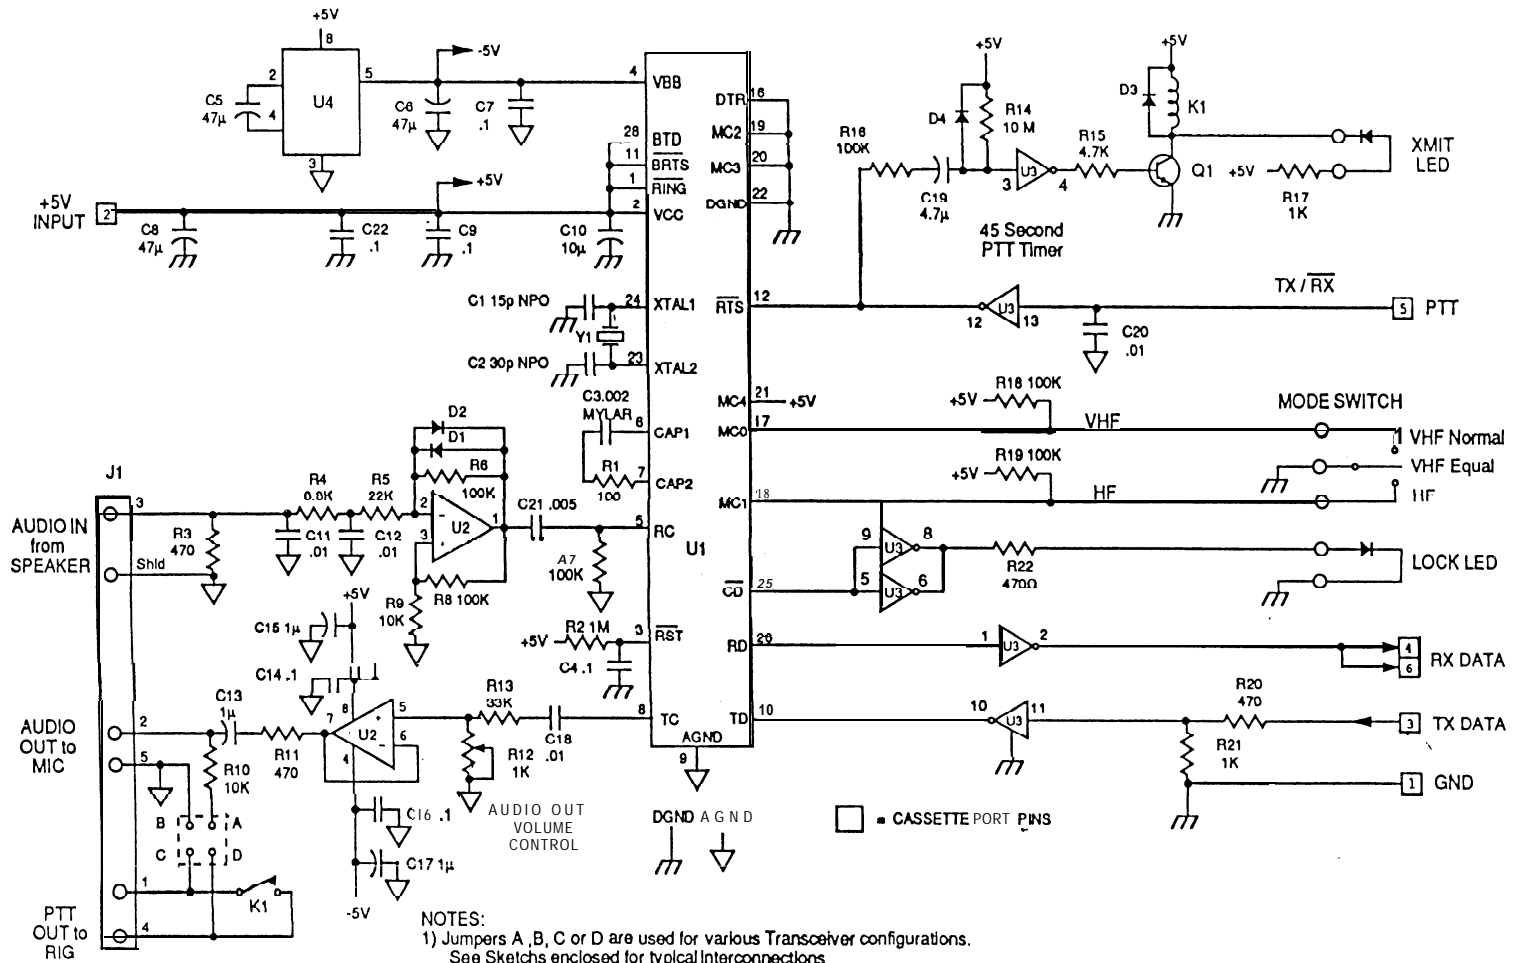 +5V
8
2
4
5
3
U4
C5
47µ
-5V
C6
47µ
C7
.1
+5V
INPUT
2
C8
47µ
C22
.1
+5V
C9
.1
C10
10µ
4 VBB
28 BTD
11 BRTS
1 RING
2 VCC
DTR 16
MC2 19
MC3 20
DGND 22
C1 15p NPO
24 XTAL1
Y1
C2 30p NPO
23 XTAL2
C3.002
MYLAR
6 CAP1
R1
100
7 CAP2
RTS 12
+5V
D4
R14
10 M
R16
100K
C19
4.7µ
3 U3 4
R15
4.7K
45 Second
PTT Timer
+5V
D3
K1
Q1
+5V
R17
1K
XMIT
LED
12 U3 13
TX / RX
5 PTT
C20
.01
MC4 21 +5V
MC0 17
+5V R18 100K
VHF
+5V R19 100K
MC1 18
HF
MODE SWITCH
VHF Normal
VHF Equal
HF
J1
AUDIO IN
from
SPEAKER
3
Shld
R3
470
R4
6.8K
R5
22K
C11
.01
C12
.01
D2
D1
R6
100K
2
-
3
+
U2
1
R8 100K
R9
10K
C21 .005
A7
100K
5 RC
U1
9 U3 8
5 U3 6
CD 25
R22
470Ω
LOCK LED
+5V R2 1M
3 RST
C4 .1
RD 26
1 U3 2
4
6
RX DATA
+5V
C15 1µ
C14 .1
AUDIO
OUT to
MIC
2
5
C13
1µ
R10
10K
R11
470
7
8
U2
4
+ 5
- 6
R13
33K
R12
1K
C18
.01
8 TC
AGND
9
TD 10
10 U3 11
R20
470
3 TX DATA
R21
1K
1 GND
AUDIO OUT
VOLUME
CONTROL
C16 .1
C17 1µ
-5V
B A
C D
PTT
OUT to
RIG
1
4
K1
DGND AGND
= CASSETTE PORT PINS
NOTES:
1) Jumpers A ,B, C or D are used for various Transceiver configurations.
See Sketchs enclosed for typical Interconnections